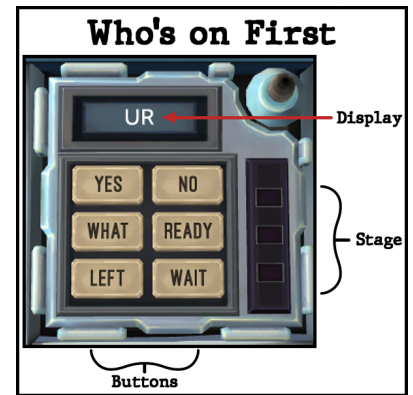 Who's on First
UR
Display
YES NO
WHAT READY
Stage
LEFT WAIT
Buttons